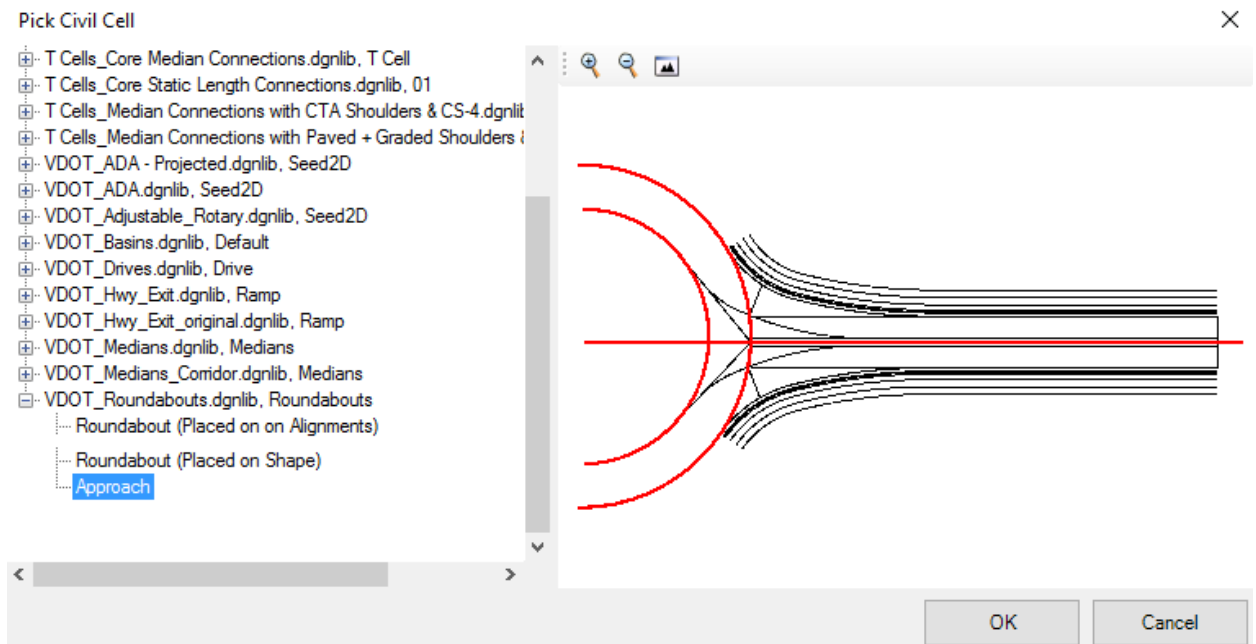 Pick Civil Cell
T Cells_Core Median Connections.dgnlib, T Cell
T Cells_Core Static Length Connections.dgnlib, 01
T Cells_Median Connections with CTA Shoulders & CS-4.dgnlib
T Cells_Median Connections with Paved + Graded Shoulders &
VDOT_ADA - Projected.dgnlib, Seed2D
VDOT_ADA.dgnlib, Seed2D
VDOT_Adjustable_Rotary.dgnlib, Seed2D
VDOT_Basins.dgnlib, Default
VDOT_Drives.dgnlib, Drive
VDOT_Hwy_Exit.dgnlib, Ramp
VDOT_Hwy_Exit_original.dgnlib, Ramp
VDOT_Medians.dgnlib, Medians
VDOT_Medians_Corridor.dgnlib, Medians
VDOT_Roundabouts.dgnlib, Roundabouts
Roundabout (Placed on on Alignments)
Roundabout (Placed on Shape)
Approach
OK
Cancel